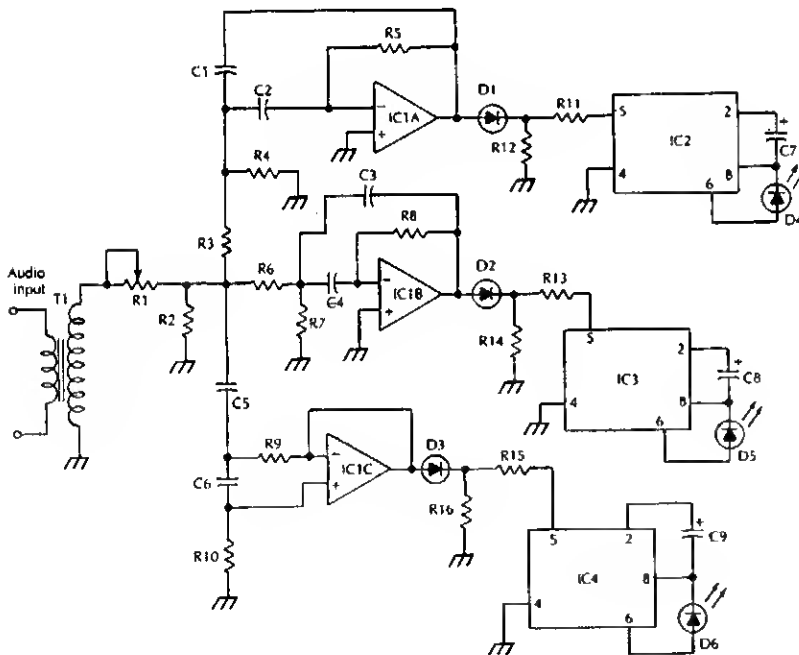 R5
C1
C2
D1
R11
5
2
+
C7
-
IC1A
+
R12
IC2
4
8
6
D4
R4
C3
R3
R8
R6
D2
R13
Audio
input
T1
R1
C4
-
IC1B
+
R2
R7
R14
5
2
+
C8
IC3
4
8
6
D5
C5
R9
-
IC1C
+
D3
R15
C6
R16
R10
5
2
+
C9
IC4
8
4
6
D6